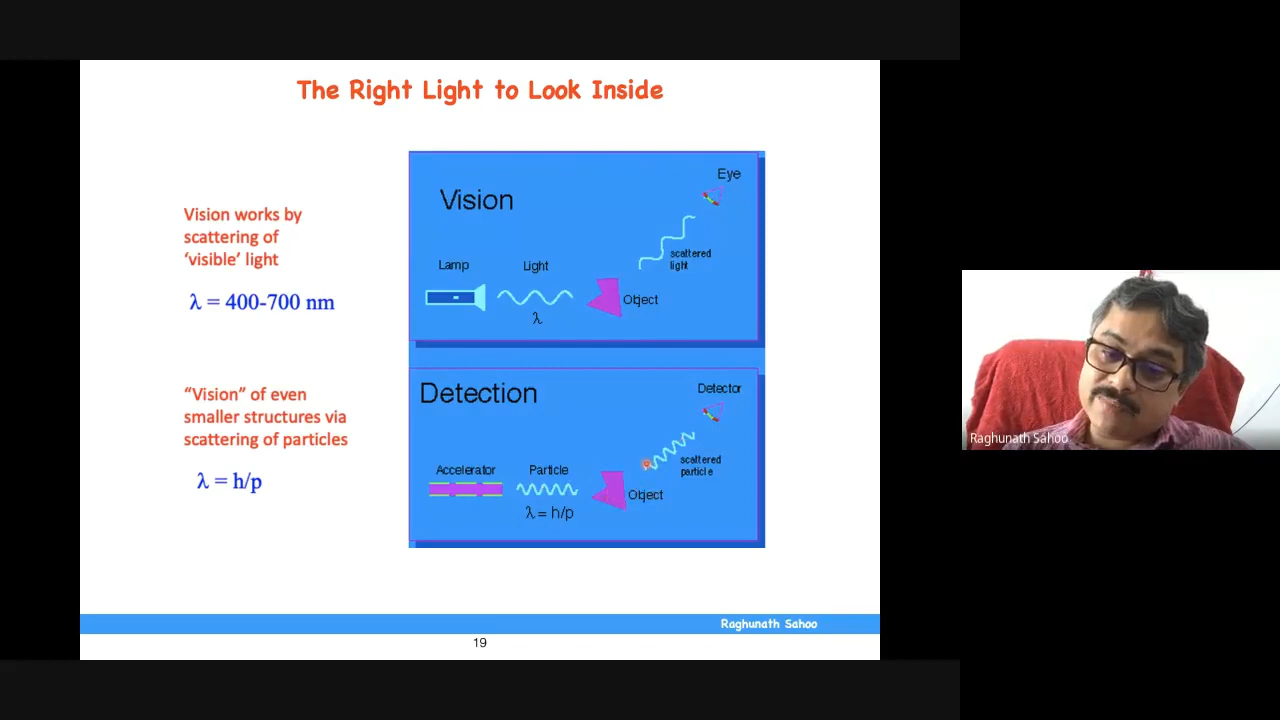 The Right Light to Look Inside
Vision works by
scattering of
‘visible’ light
λ = 400-700 nm
“Vision” of even
smaller structures via
scattering of particles
λ = h/p
Vision
Eye
scattered
light
Lamp
Light
Object
λ
Detection
Detector
scattered
particle
Accelerator
Particle
Object
λ = h/p
Raghunath Sahoo
19
Raghunath Sahoo